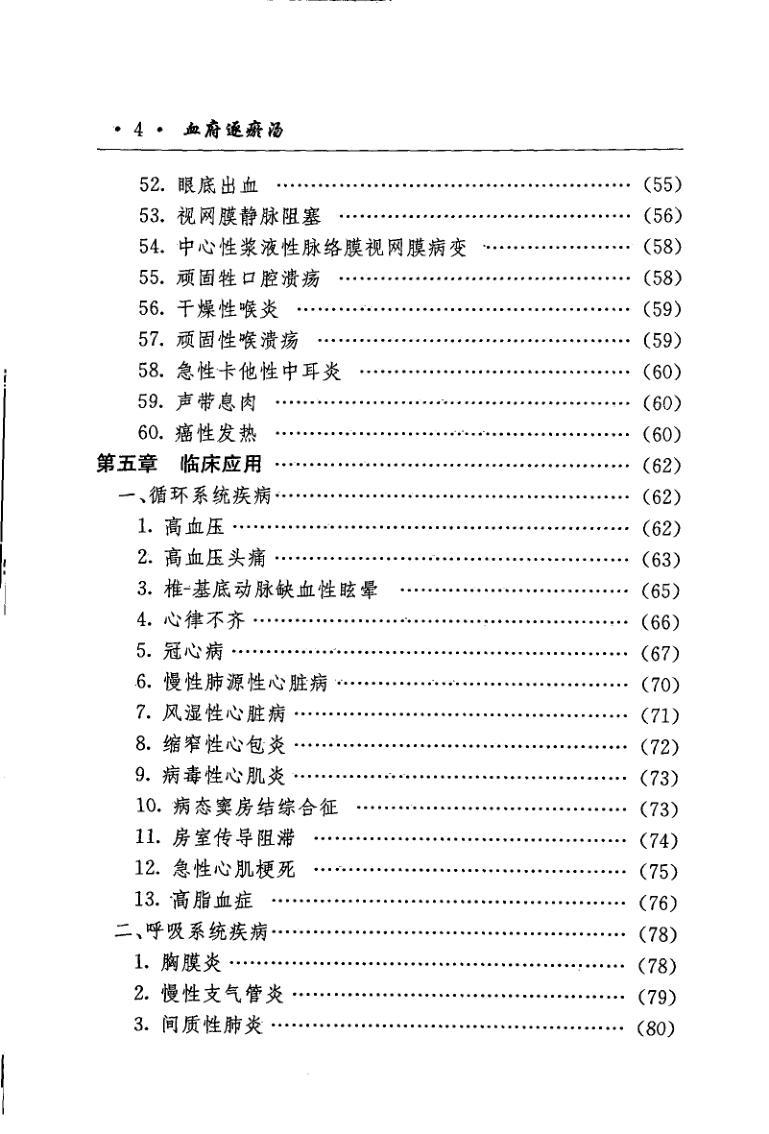 · 4 · 血府逐瘀汤
52. 眼底出血 …………………………………… (55)
53. 视网膜静脉阻塞 ……………………………… (56)
54. 中心性浆液性脉络膜视网膜病变 ……………… (58)
55. 顽固牲口腔溃疡 ……………………………… (58)
56. 干燥性喉炎 …………………………………… (59)
57. 顽固性喉溃疡 ………………………………… (59)
58. 急性卡他性中耳炎 …………………………… (60)
59. 声带息肉 ……………………………………… (60)
60. 癌性发热 ……………………………………… (60)
第五章 临床应用 …………………………………… (62)
一、循环系统疾病…………………………………… (62)
1. 高血压 ………………………………………… (62)
2. 高血压头痛 …………………………………… (63)
3. 椎-基底动脉缺血性眩晕 ……………………… (65)
4. 心律不齐 ……………………………………… (66)
5. 冠心病 ………………………………………… (67)
6. 慢性肺源性心脏病 …………………………… (70)
7. 风湿性心脏病 ………………………………… (71)
8. 缩窄性心包炎 ………………………………… (72)
9. 病毒性心肌炎 ………………………………… (73)
10. 病态窦房结综合征 …………………………… (73)
11. 房室传导阻滞 ………………………………… (74)
12. 急性心肌梗死 ………………………………… (75)
13. 高脂血症 ……………………………………… (76)
二、呼吸系统疾病…………………………………… (78)
1. 胸膜炎 ………………………………………… (78)
2. 慢性支气管炎 ………………………………… (79)
3. 间质性肺炎 …………………………………… (80)